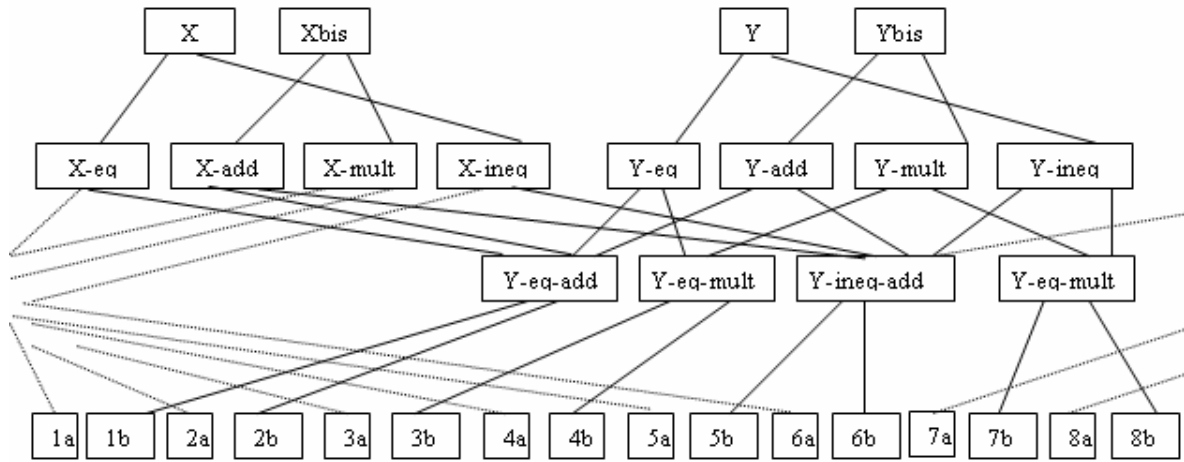 X Xbis Y Ybis
X-eq X-add X-mult X-ineq Y-eq Y-add Y-mult Y-ineq
Y-eq-add Y-eq-mult Y-ineq-add Y-eq-mult
1a 1b 2a 2b 3a 3b 4a 4b 5a 5b 6a 6b 7a 7b 8a 8b